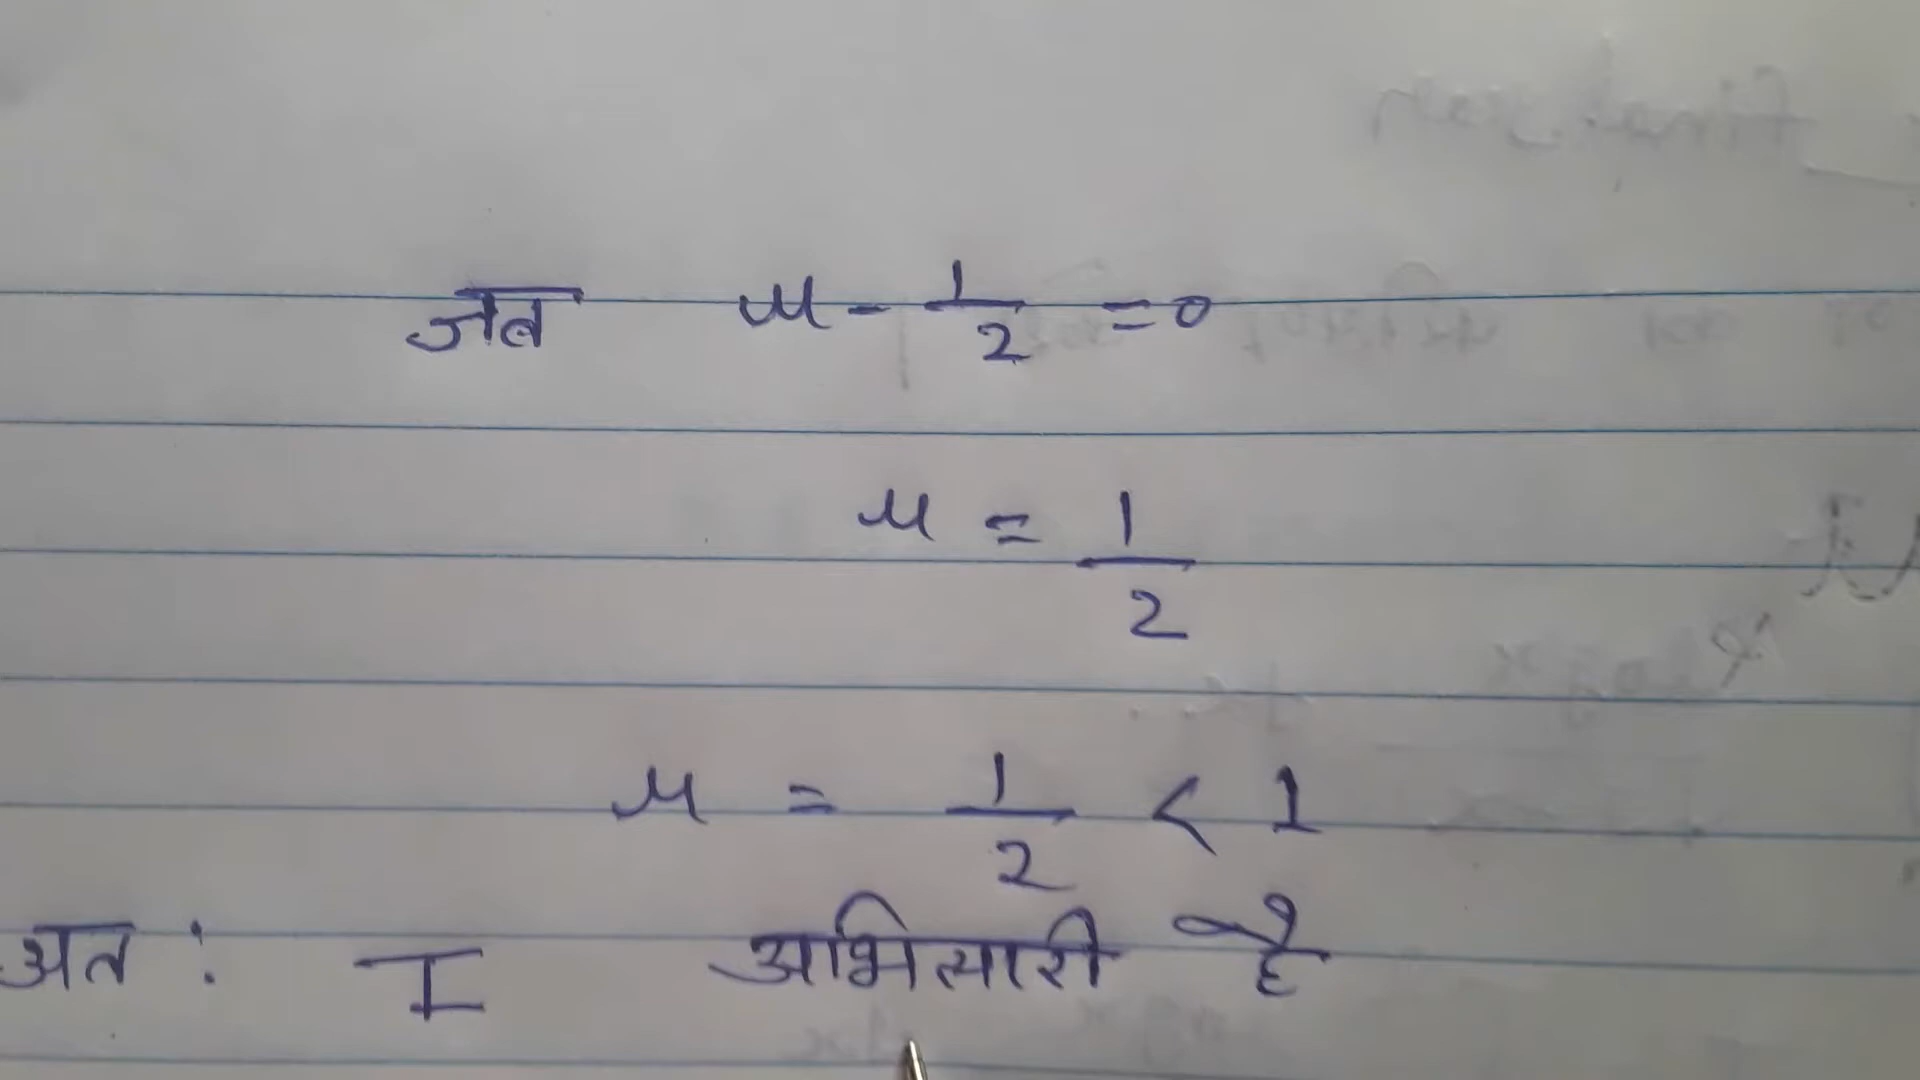 जब μ - 1/2 = 0
μ = 1/2
μ = 1/2 < 1
अत : I अभिसारी है